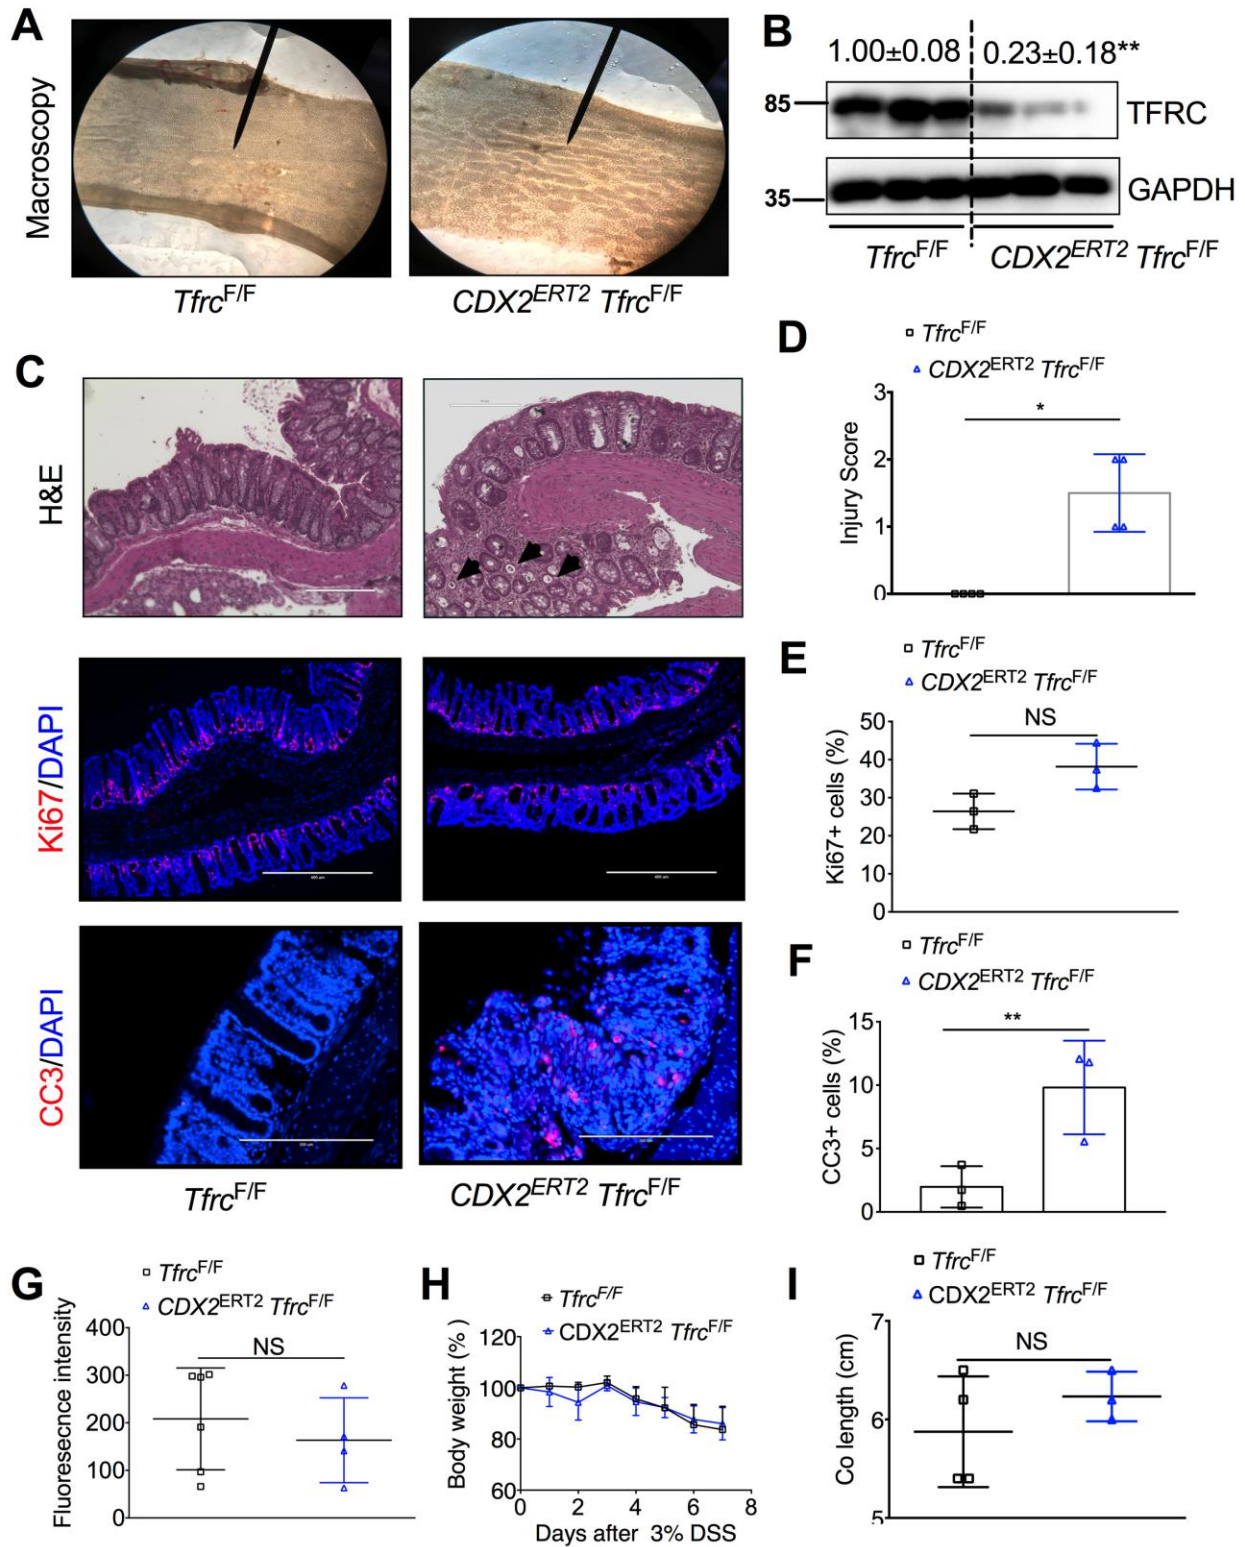 A
Macroscopy
Tfrc^F/F
CDX2^ERT2 Tfrc^F/F
B
1.00±0.08 0.23±0.18**
85
TFRC
35
GAPDH
Tfrc^F/F
CDX2^ERT2 Tfrc^F/F
C
H&E
Ki67/DAPI
CC3/DAPI
Tfrc^F/F
CDX2^ERT2 Tfrc^F/F
D
Tfrc^F/F
CDX2^ERT2 Tfrc^F/F
Injury Score
3
2
1
0
*
E
Tfrc^F/F
CDX2^ERT2 Tfrc^F/F
Ki67+ cells (%)
50
40
30
20
10
0
NS
F
Tfrc^F/F
CDX2^ERT2 Tfrc^F/F
CC3+ cells (%)
15
10
5
0
**
G
Tfrc^F/F
CDX2^ERT2 Tfrc^F/F
Fluoresecnce intensity
400
300
200
100
0
NS
H
Tfrc^F/F
CDX2^ERT2 Tfrc^F/F
Body weight (% )
120
100
80
60
0 2 4 6 8
Days after 3% DSS
I
Tfrc^F/F
CDX2^ERT2 Tfrc^F/F
Co length (cm)
7
6
5
NS